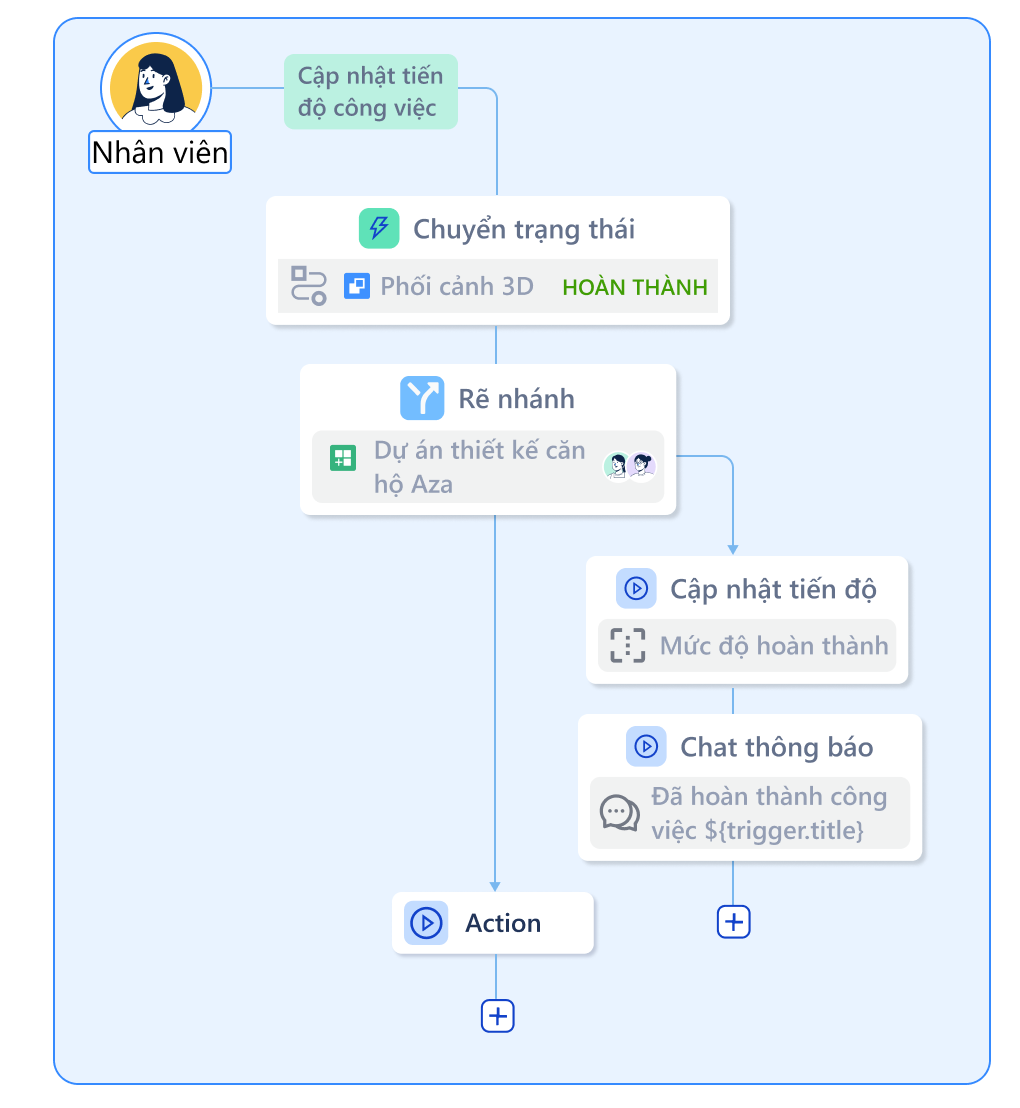 Cập nhật tiến
độ công việc
Nhân viên
Chuyển trạng thái
Phối cảnh 3D HOÀN THÀNH
Rẽ nhánh
Dự án thiết kế căn
hộ Aza
Cập nhật tiến độ
Mức độ hoàn thành
Chat thông báo
Đã hoàn thành công
việc ${trigger.title}
Action